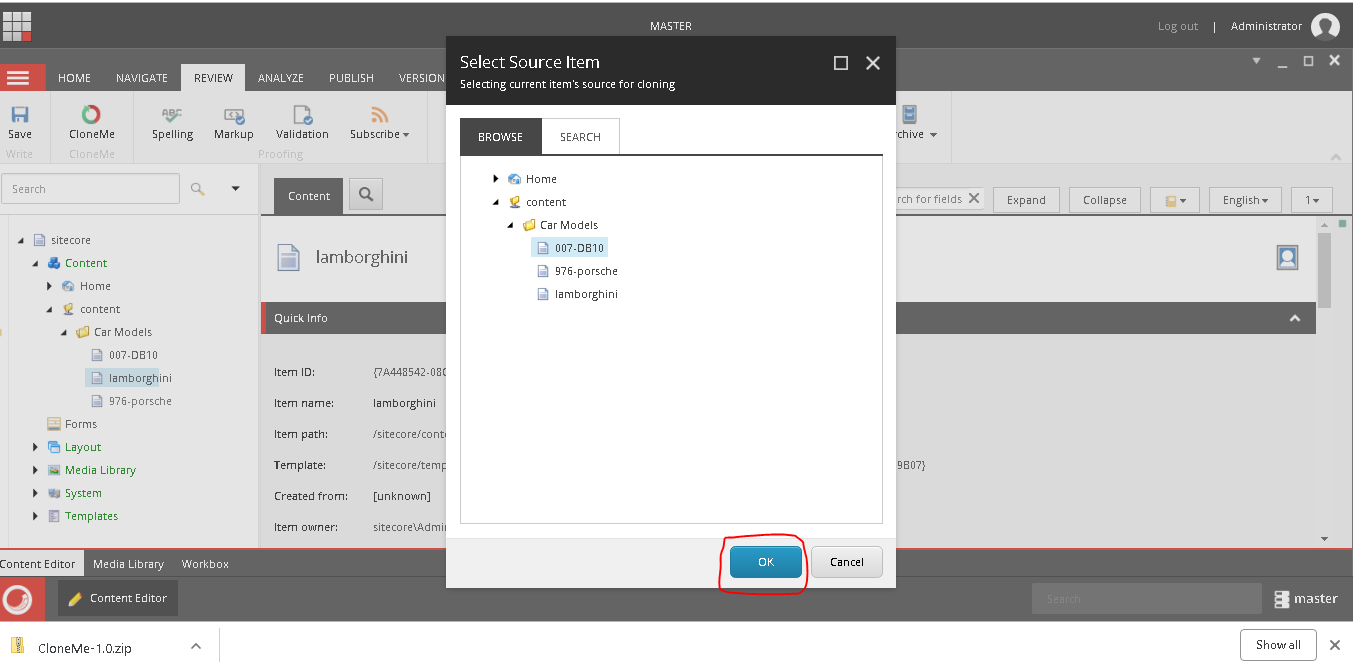 MASTER
Log out | Administrator
Select Source Item
Selecting current item's source for cloning
HOME NAVIGATE REVIEW ANALYZE PUBLISH VERSION
Save CloneMe Spelling Markup Validation Subscribe chive
Write CloneMe Proofing
BROWSE SEARCH
Search
Content
rch for fields Expand Collapse English 1
Home
content
Car Models
007-DB10
976-porsche
lamborghini
sitecore
Content
Home
content
Car Models
007-DB10
lamborghini
976-porsche
Forms
Layout
Media Library
System
Templates
lamborghini
Quick Info
Item ID: {7A448542-08C
Item name: lamborghini
Item path: /sitecore/cont
Template: /sitecore/temp 9B07}
Created from: [unknown]
Item owner: sitecore\Admi
OK Cancel
Content Editor Media Library Workbox
Content Editor Search master
CloneMe-1.0.zip Show all